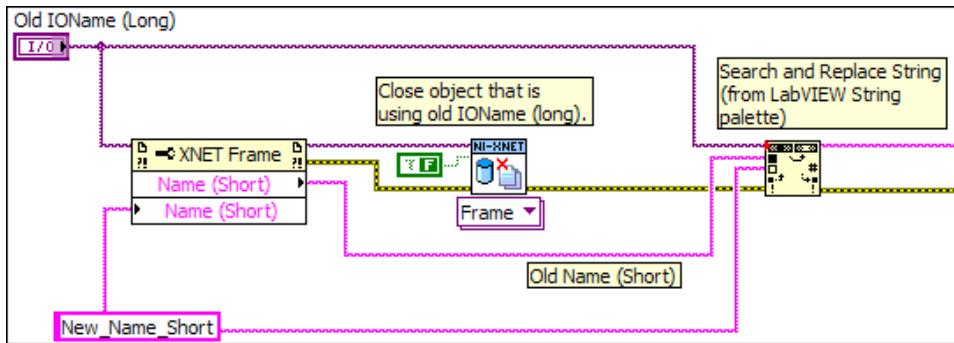 Old IOName (Long)
I/O
Search and Replace String
(from LabVIEW String
palette)
Close object that is
using old IOName (long).
NI-XNET
XNET Frame
?!
?!
Name (Short)
Name (Short)
? F
Frame
Old Name (Short)
New_Name_Short